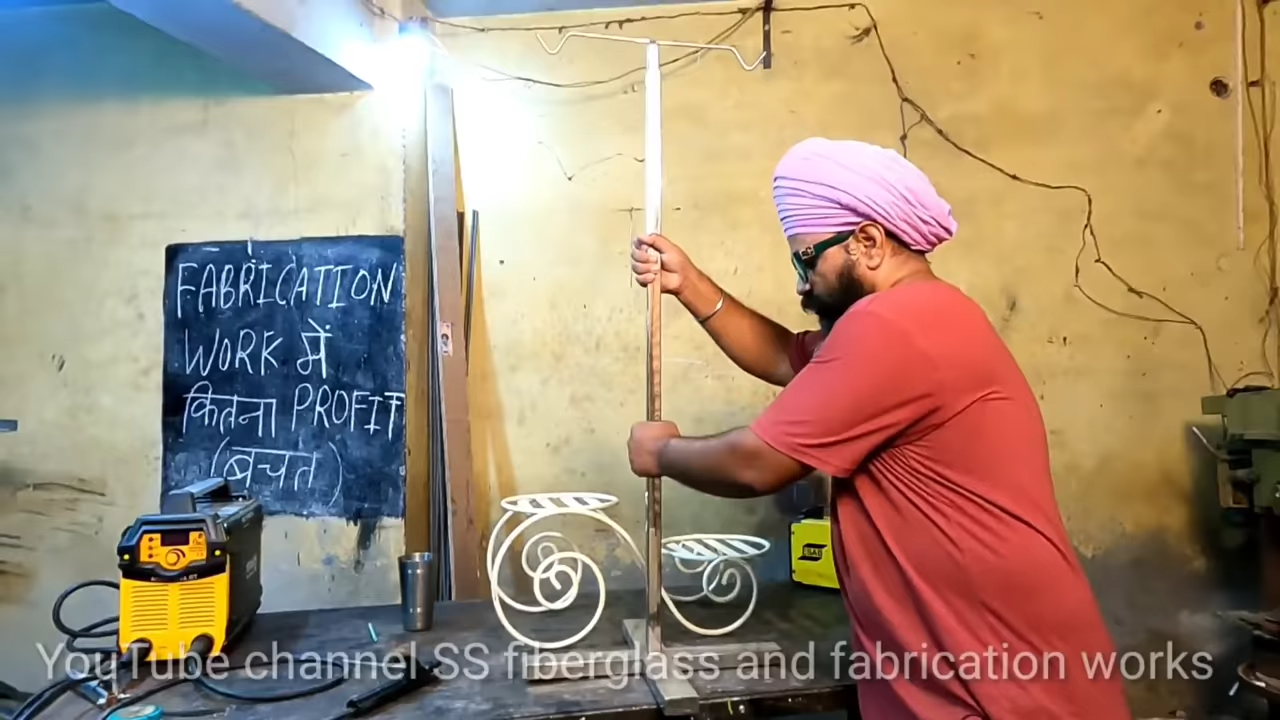 FABRICATION
WORK में
कितना PROFIT
(बचत)
ESAB
YouTube channel SS fiberglass and fabrication works